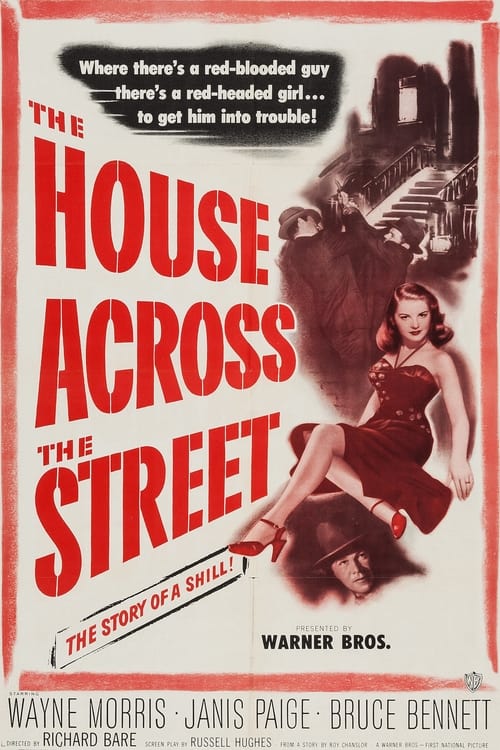 Where there's a red-blooded guy
there's a red-headed girl...
to get him into trouble!
THE
HOUSE
ACROSS
THE
STREET
THE STORY OF A SHILL!
PRESENTED BY
WARNER BROS.
WB
STARRING
WAYNE MORRIS · JANIS PAIGE · BRUCE BENNETT
DIRECTED BY RICHARD BARE SCREEN PLAY BY RUSSELL HUGHES · FROM A STORY BY ROY CHANSLOR A WARNER BROS.—FIRST NATIONAL PICTURE